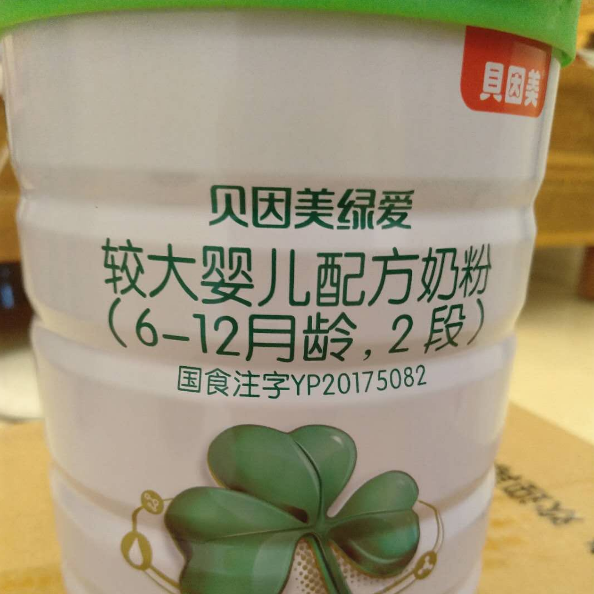 貝因美
贝因美绿爱
较大婴儿配方奶粉
(6-12月龄，2段)
国食注字YP20175082